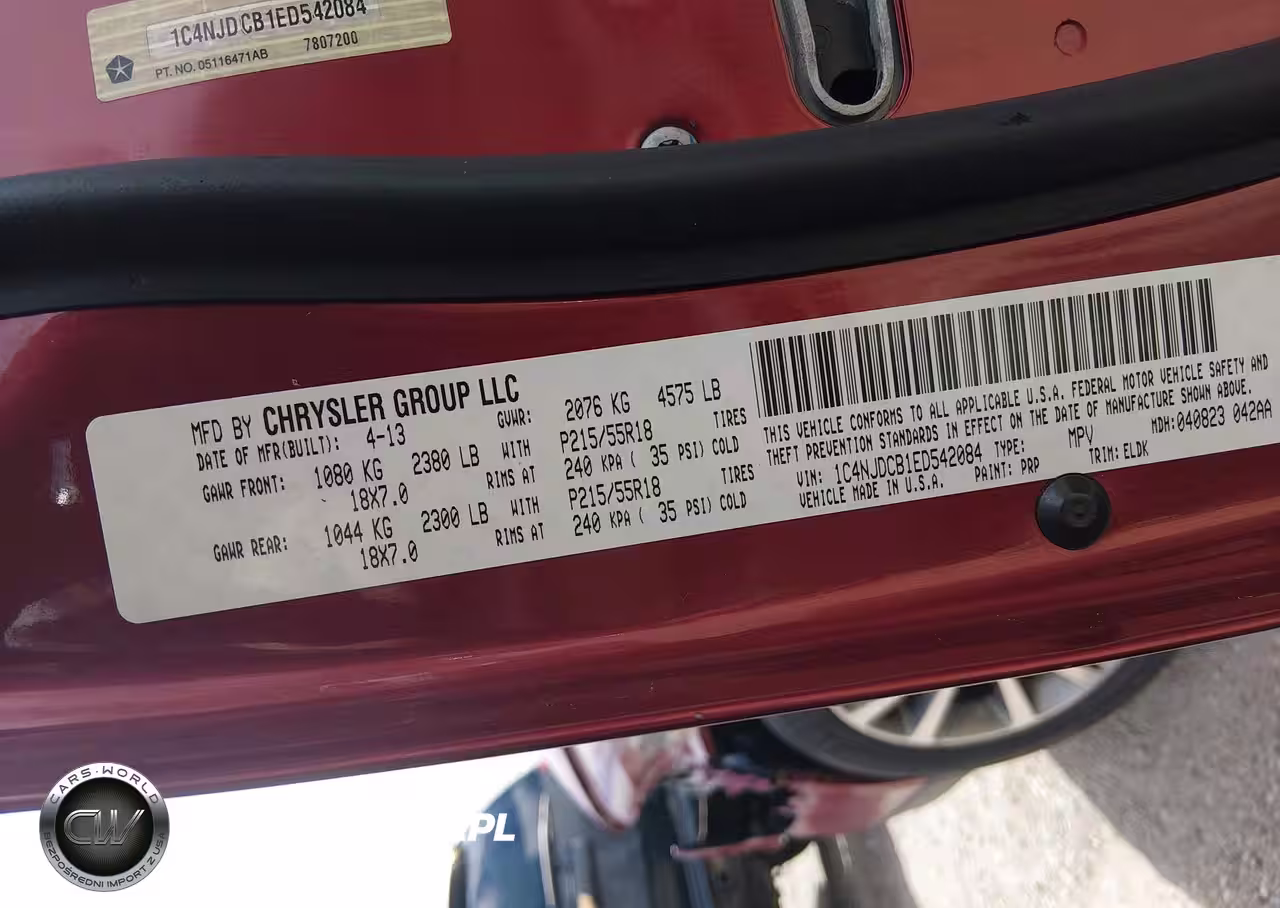 1C4NJDCB1ED542084
PT. NO. 05116471AB 7807200
MFD BY CHRYSLER GROUP LLC
DATE OF MFR(BUILT): 4-13 GVWR: 2076 KG 4575 LB
GAWR FRONT: 1080 KG 2380 LB WITH P215/55R18 TIRES
18X7.0 RIMS AT 240 KPA ( 35 PSI) COLD
GAWR REAR: 1044 KG 2300 LB WITH P215/55R18 TIRES
18X7.0 RIMS AT 240 KPA ( 35 PSI) COLD
THIS VEHICLE CONFORMS TO ALL APPLICABLE U.S.A. FEDERAL MOTOR VEHICLE SAFETY AND
THEFT PREVENTION STANDARDS IN EFFECT ON THE DATE OF MANUFACTURE SHOWN ABOVE.
VIN: 1C4NJDCB1ED542084 TYPE: MPV MDH:040823 042AA
VEHICLE MADE IN U.S.A. PAINT: PRP TRIM: ELDK
CARS-WORLD
CW
BEZPOŚREDNI IMPORT Z USA
.PL